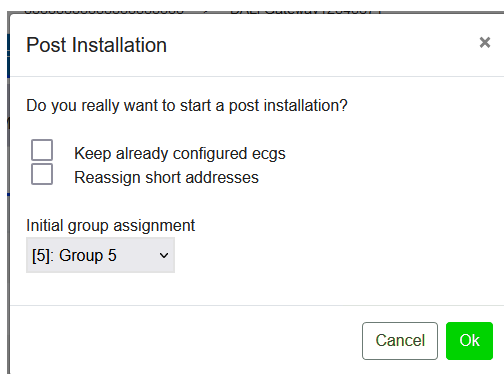 Post Installation
×
Do you really want to start a post installation?
Keep already configured ecgs
Reassign short addresses
Initial group assignment
[5]: Group 5
Cancel
Ok